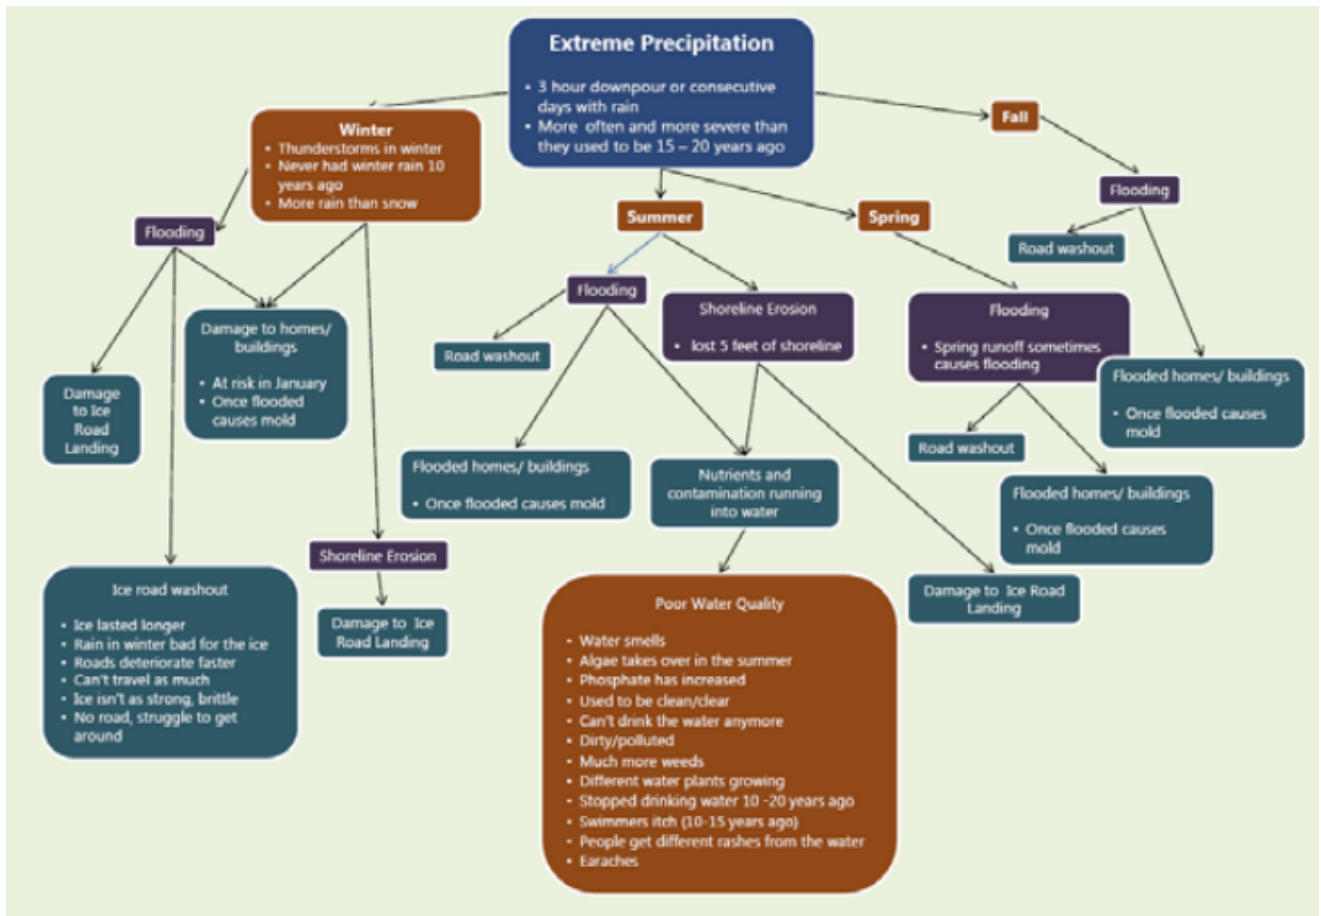 Extreme Precipitation
• 3 hour downpour or consecutive
days with rain
• More often and more severe than
they used to be 15 – 20 years ago
Winter
• Thunderstorms in winter
• Never had winter rain 10
years ago
• More rain than snow
Fall
Flooding
Road washout
Summer
Spring
Flooding
Flooding
Shoreline Erosion
• lost 5 feet of shoreline
Flooding
• Spring runoff sometimes
causes flooding
Damage to homes/
buildings
• At risk in January
• Once flooded
causes mold
Road washout
Flooded homes/ buildings
• Once flooded causes
mold
Damage
to Ice
Road
Landing
Road washout
Flooded homes/ buildings
• Once flooded causes mold
Nutrients and
contamination running
into water
Flooded homes/ buildings
• Once flooded causes
mold
Shoreline Erosion
Damage to Ice
Road Landing
Damage to Ice Road
Landing
Ice road washout
• Ice lasted longer
• Rain in winter bad for the ice
• Roads deteriorate faster
• Can't travel as much
• Ice isn't as strong, brittle
• No road, struggle to get
around
Poor Water Quality
• Water smells
• Algae takes over in the summer
• Phosphate has increased
• Used to be clean/clear
• Can't drink the water anymore
• Dirty/polluted
• Much more weeds
• Different water plants growing
• Stopped drinking water 10 -20 years ago
• Swimmers itch (10-15 years ago)
• People get different rashes from the water
• Earaches